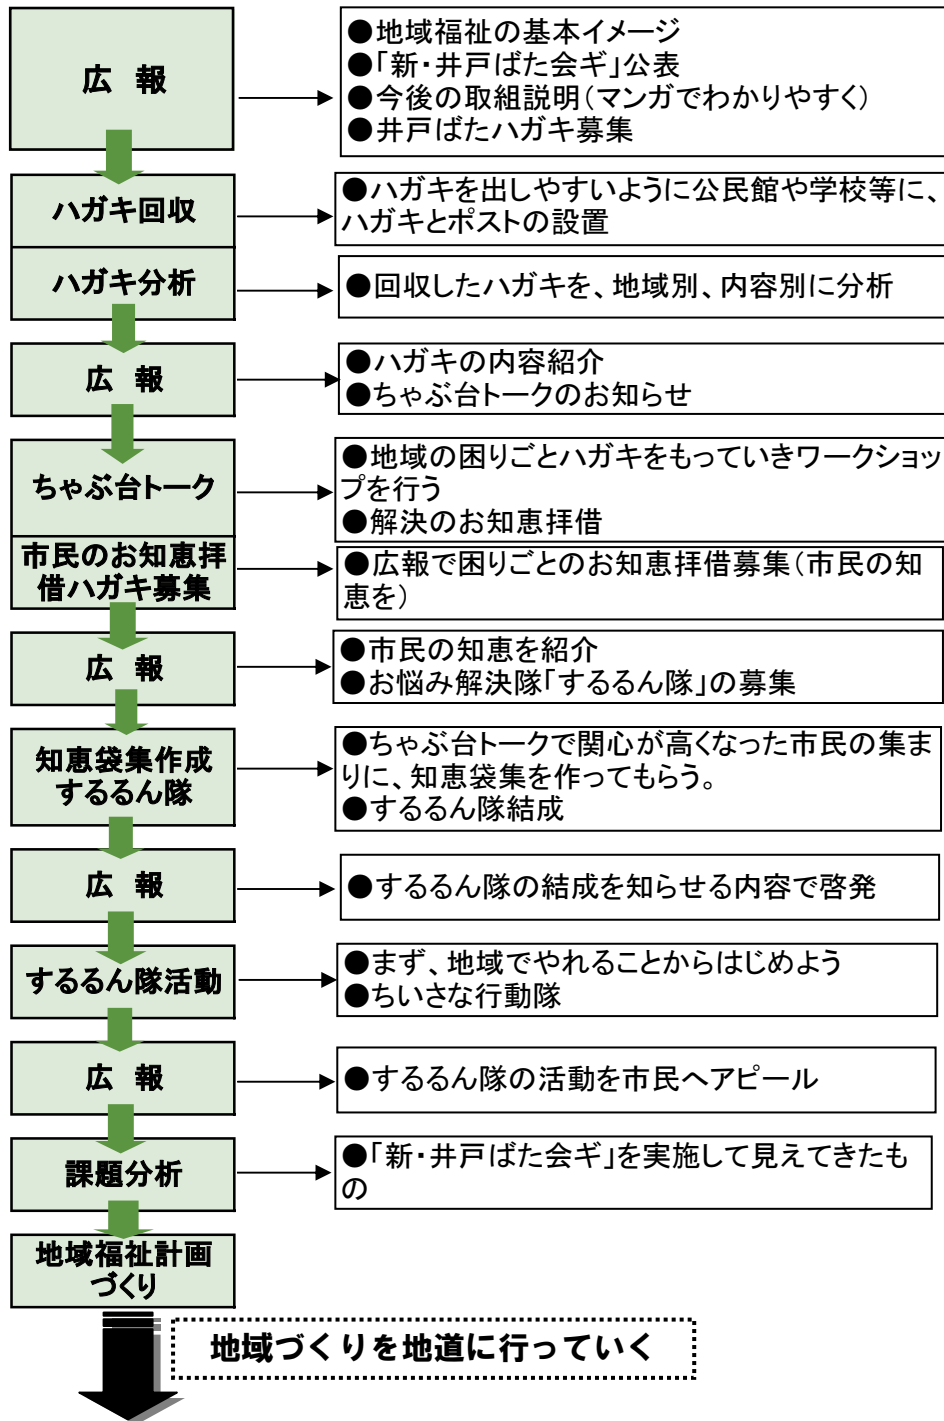 広 報
●地域福祉の基本イメージ
●「新・井戸ばた会ギ」公表
●今後の取組説明（マンガでわかりやすく）
●井戸ばたハガキ募集
ハガキ回収
●ハガキを出しやすいように公民館や学校等に、
ハガキとポストの設置
ハガキ分析
●回収したハガキを、地域別、内容別に分析
広 報
●ハガキの内容紹介
●ちゃぶ台トークのお知らせ
ちゃぶ台トーク
●地域の困りごとハガキをもっていきワークショッ
プを行う
●解決のお知恵拝借
市民のお知恵拝
借ハガキ募集
●広報で困りごとのお知恵拝借募集（市民の知
恵を）
広 報
●市民の知恵を紹介
●お悩み解決隊「するるん隊」の募集
知恵袋集作成
するるん隊
●ちゃぶ台トークで関心が高くなった市民の集ま
りに、知恵袋集を作ってもらう。
●するるん隊結成
広 報
●するるん隊の結成を知らせる内容で啓発
するるん隊活動
●まず、地域でやれることからはじめよう
●ちいさな行動隊
広 報
●するるん隊の活動を市民へアピール
課題分析
●「新・井戸ばた会ギ」を実施して見えてきたも
の
地域福祉計画
づくり
地域づくりを地道に行っていく